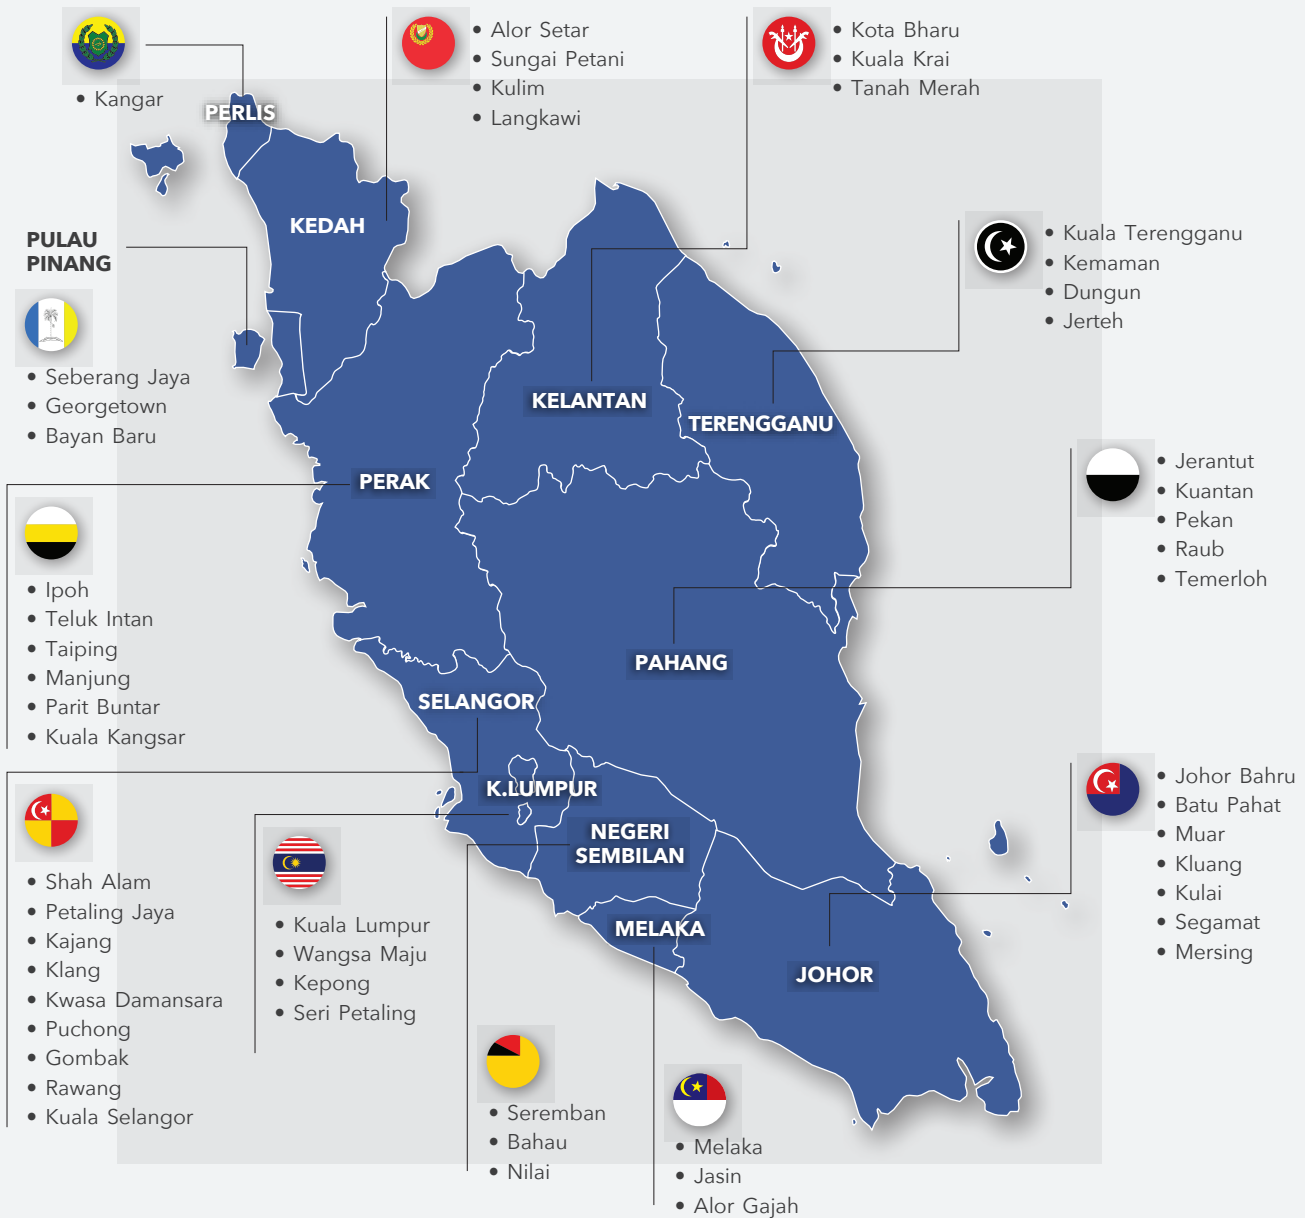 • Kangar
PERLIS
• Alor Setar
• Sungai Petani
• Kulim
• Langkawi
KEDAH
• Kota Bharu
• Kuala Krai
• Tanah Merah
KELANTAN
• Kuala Terengganu
• Kemaman
• Dungun
• Jerteh
TERENGGANU
PULAU
PINANG
• Seberang Jaya
• Georgetown
• Bayan Baru
PERAK
• Ipoh
• Teluk Intan
• Taiping
• Manjung
• Parit Buntar
• Kuala Kangsar
• Jerantut
• Kuantan
• Pekan
• Raub
• Temerloh
PAHANG
SELANGOR
• Shah Alam
• Petaling Jaya
• Kajang
• Klang
• Kwasa Damansara
• Puchong
• Gombak
• Rawang
• Kuala Selangor
K.LUMPUR
• Kuala Lumpur
• Wangsa Maju
• Kepong
• Seri Petaling
NEGERI
SEMBILAN
• Seremban
• Bahau
• Nilai
MELAKA
• Melaka
• Jasin
• Alor Gajah
JOHOR
• Johor Bahru
• Batu Pahat
• Muar
• Kluang
• Kulai
• Segamat
• Mersing